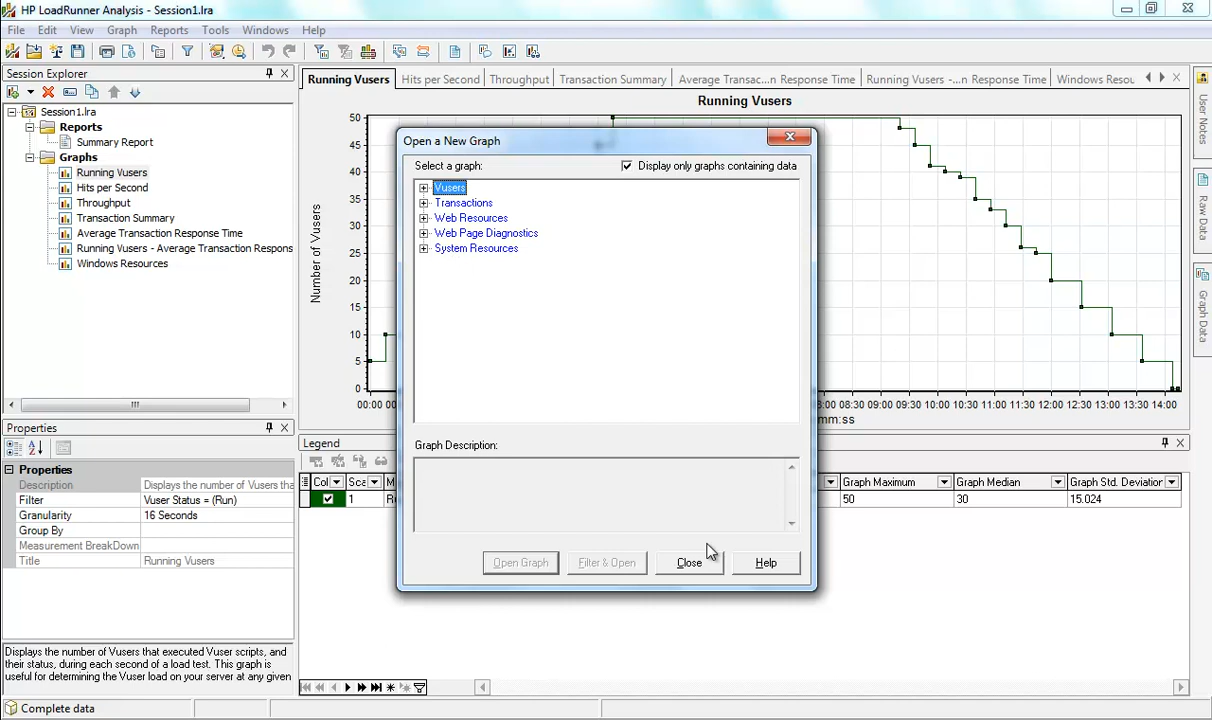 HP LoadRunner Analysis - Session1.lra
File Edit View Graph Reports Tools Windows Help
Session Explorer
Session1.lra
Reports
Summary Report
Graphs
Running Vusers
Hits per Second
Throughput
Transaction Summary
Average Transaction Response Time
Running Vusers - Average Transaction Respons
Windows Resources
Properties
Properties
Description Displays the number of Vusers tha
Filter Vuser Status = (Run)
Granularity 16 Seconds
Group By
Measurement BreakDown
Title Running Vusers
Displays the number of Vusers that executed Vuser scripts, and
their status, during each second of a load test. This graph is
useful for determining the Vuser load on your server at any given
Complete data
Running Vusers Hits per Second Throughput Transaction Summary Average Transac...n Response Time Running Vusers -...n Response Time Windows Resou
Running Vusers
Number of Vusers
50
45
40
35
30
25
20
15
10
5
0
00:00 00 8:00 08:30 09:00 09:30 10:00 10:30 11:00 11:30 12:00 12:30 13:00 13:30 14:00
mm:ss
Open a New Graph
Select a graph: Display only graphs containing data
Vusers
Transactions
Web Resources
Web Page Diagnostics
System Resources
Graph Description:
Open Graph Filter & Open Close Help
Legend
Col Sca M Graph Maximum Graph Median Graph Std. Deviation
1 R 50 30 15.024
User Notes
Raw Data
Graph Data